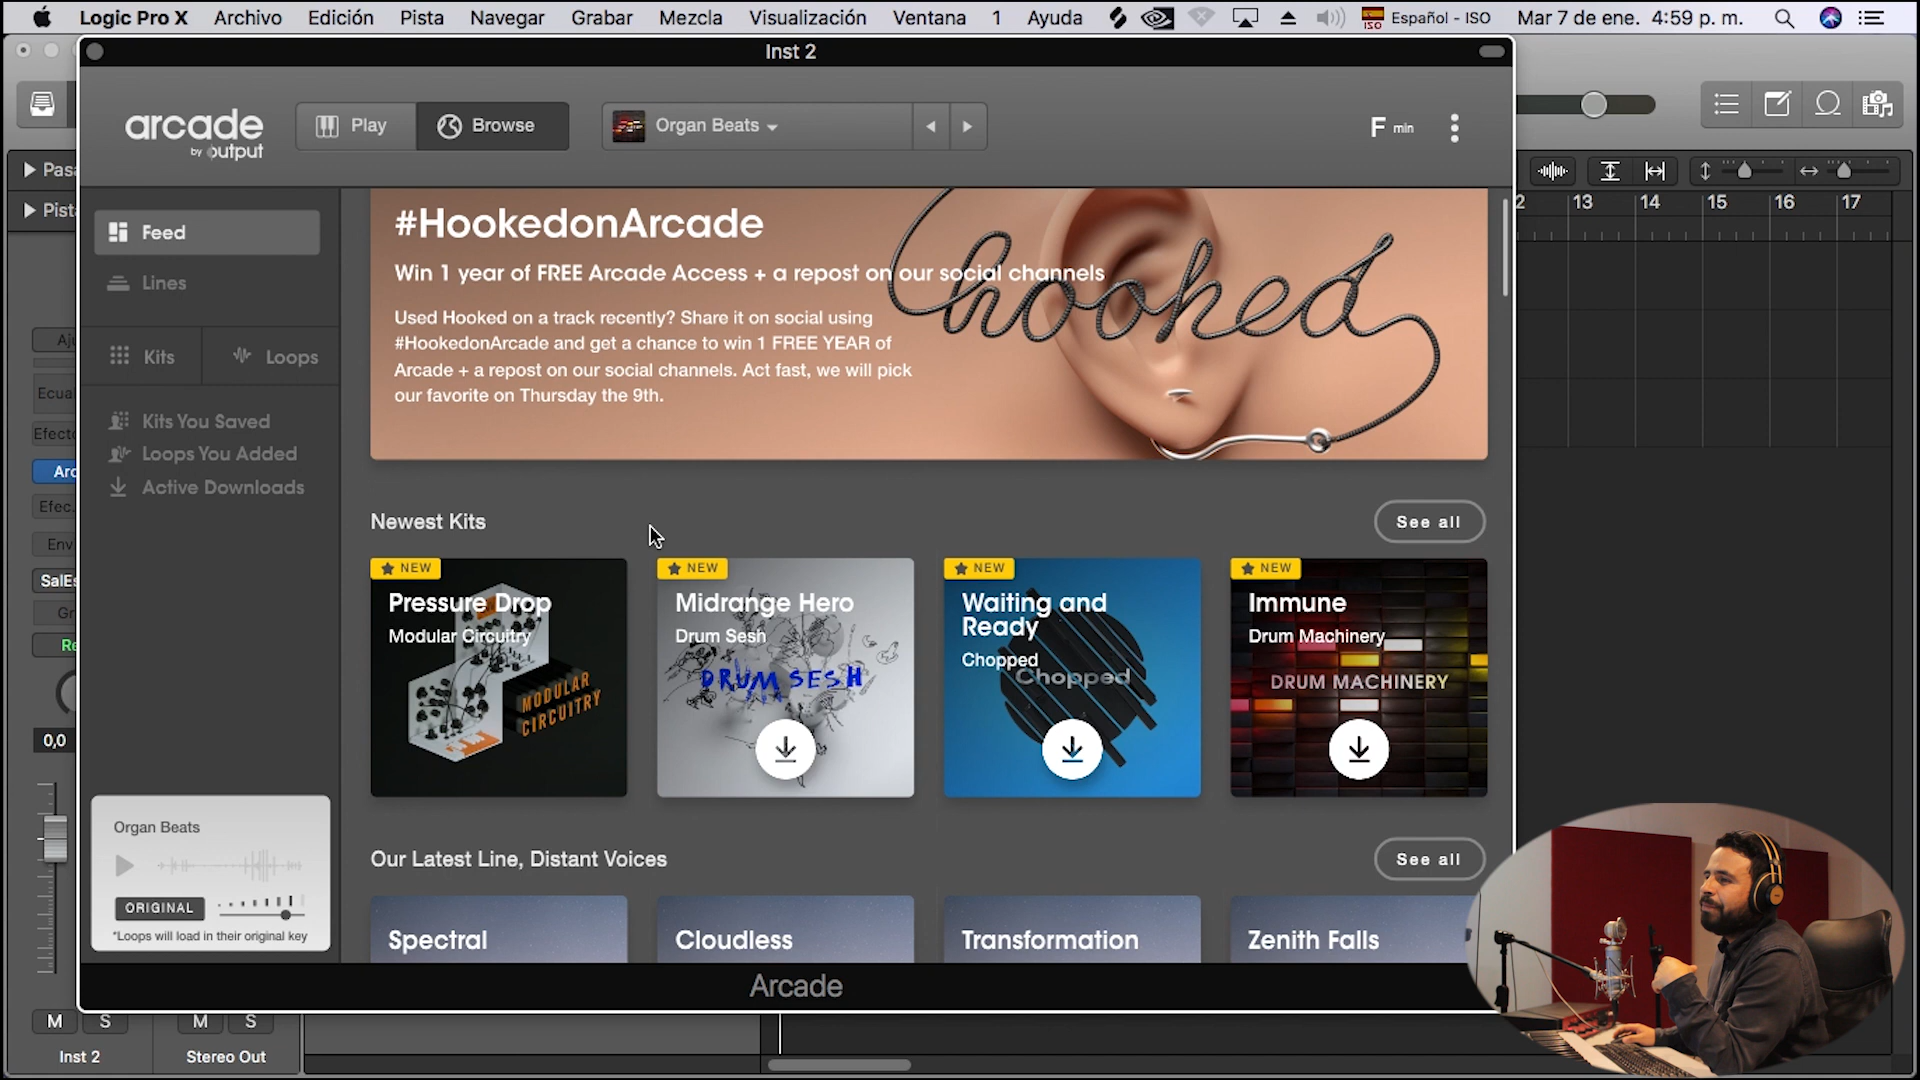 Logic Pro X Archivo Edición Pista Navegar Grabar Mezcla Visualización Ventana 1 Ayuda
ISO Español - ISO Mar 7 de ene. 4:59 p. m.
Inst 2
arcade
by output
Play
Browse
Organ Beats
F min
Feed
Lines
Kits
Loops
Kits You Saved
Loops You Added
Active Downloads
#HookedonArcade
Win 1 year of FREE Arcade Access + a repost on our social channels
Used Hooked on a track recently? Share it on social using
#HookedonArcade and get a chance to win 1 FREE YEAR of
Arcade + a repost on our social channels. Act fast, we will pick
our favorite on Thursday the 9th.
hooked
13 14 15 16 17
Newest Kits
See all
NEW
Pressure Drop
Modular Circuitry
MODULAR
CIRCUITRY
NEW
Midrange Hero
Drum Sesh
DRUM SESH
NEW
Waiting and
Ready
Chopped
Chopped
NEW
Immune
Drum Machinery
DRUM MACHINERY
Our Latest Line, Distant Voices
See all
Spectral
Cloudless
Transformation
Zenith Falls
Organ Beats
ORIGINAL
*Loops will load in their original key
Arcade
0,0
M S
M S
Inst 2
Stereo Out